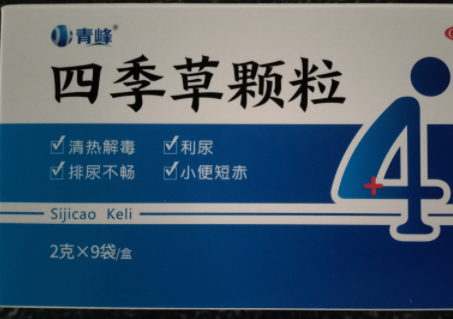 青峰
四季草颗粒
清热解毒 利尿
排尿不畅 小便短赤
Sijicao Keli
2克×9袋/盒
4